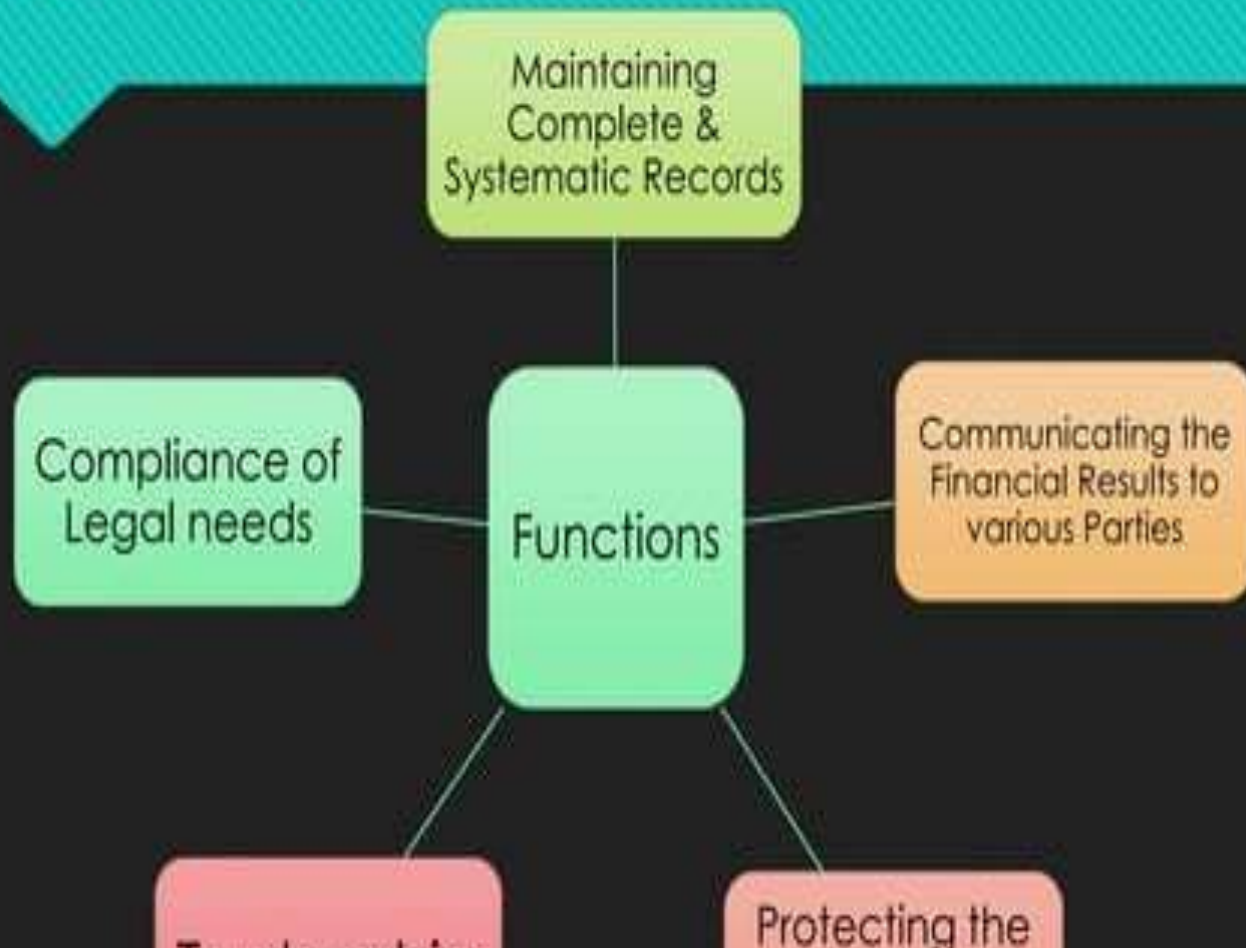 Maintaining
Complete &
Systematic Records
Compliance of
Legal needs
Functions
Communicating the
Financial Results to
various Parties
Protecting the